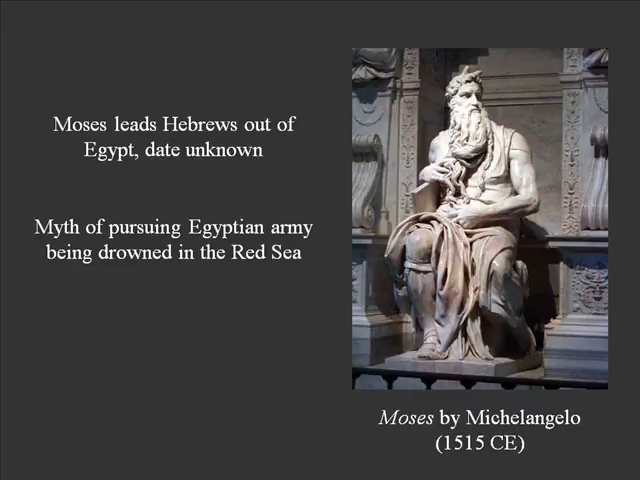 Moses leads Hebrews out of
Egypt, date unknown
Myth of pursuing Egyptian army
being drowned in the Red Sea
Moses by Michelangelo
(1515 CE)